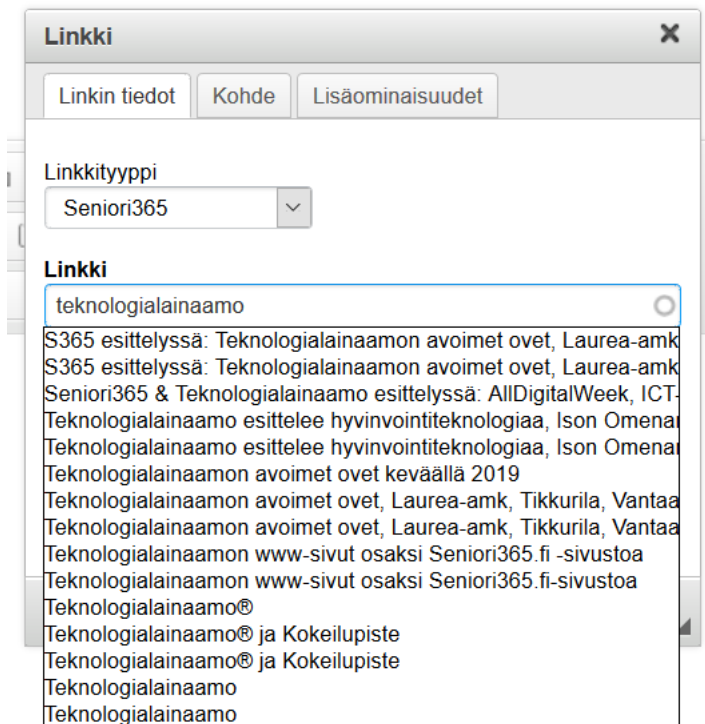 Linkki
Linkin tiedot Kohde Lisäominaisuudet
Linkkityyppi
Seniori365
Linkki
teknologialainaamo
S365 esittelyssä: Teknologialainaamon avoimet ovet, Laurea-amk
S365 esittelyssä: Teknologialainaamon avoimet ovet, Laurea-amk
Seniori365 & Teknologialainaamo esittelyssä: AllDigitalWeek, ICT-
Teknologialainaamo esittelee hyvinvointiteknologiaa, Ison Omenan
Teknologialainaamo esittelee hyvinvointiteknologiaa, Ison Omenan
Teknologialainaamon avoimet ovet keväällä 2019
Teknologialainaamon avoimet ovet, Laurea-amk, Tikkurila, Vantaa
Teknologialainaamon avoimet ovet, Laurea-amk, Tikkurila, Vantaa
Teknologialainaamon www-sivut osaksi Seniori365.fi -sivustoa
Teknologialainaamon www-sivut osaksi Seniori365.fi-sivustoa
Teknologialainaamo®
Teknologialainaamo® ja Kokeilupiste
Teknologialainaamo® ja Kokeilupiste
Teknologialainaamo
Teknologialainaamo